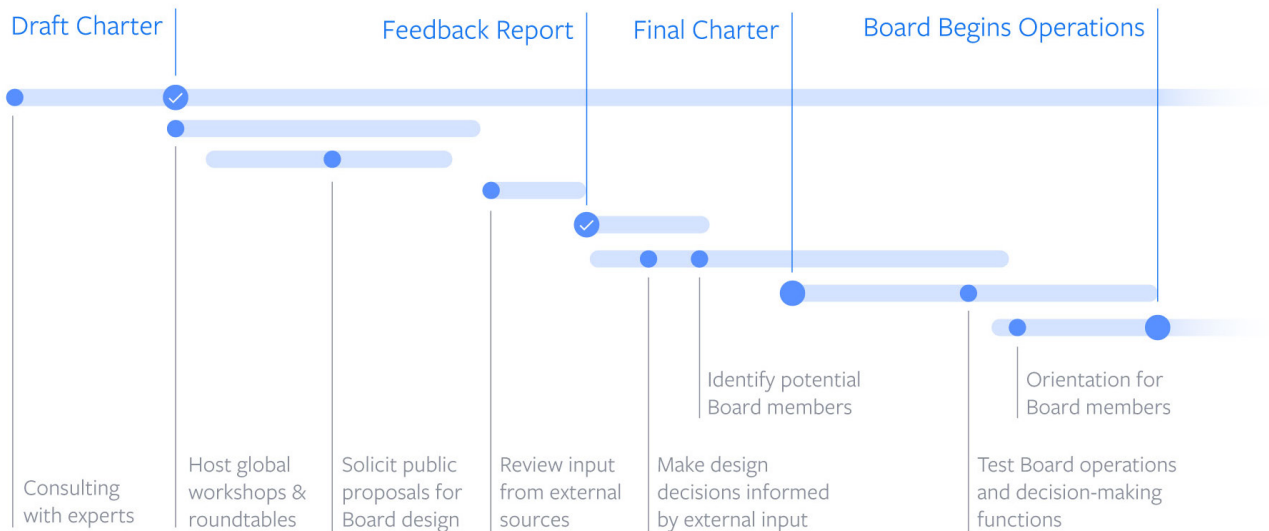 Draft Charter
Feedback Report
Final Charter
Board Begins Operations
Identify potential
Board members
Orientation for
Board members
Consulting
with experts
Host global
workshops &
roundtables
Solicit public
proposals for
Board design
Review input
from external
sources
Make design
decisions informed
by external input
Test Board operations
and decision-making
functions